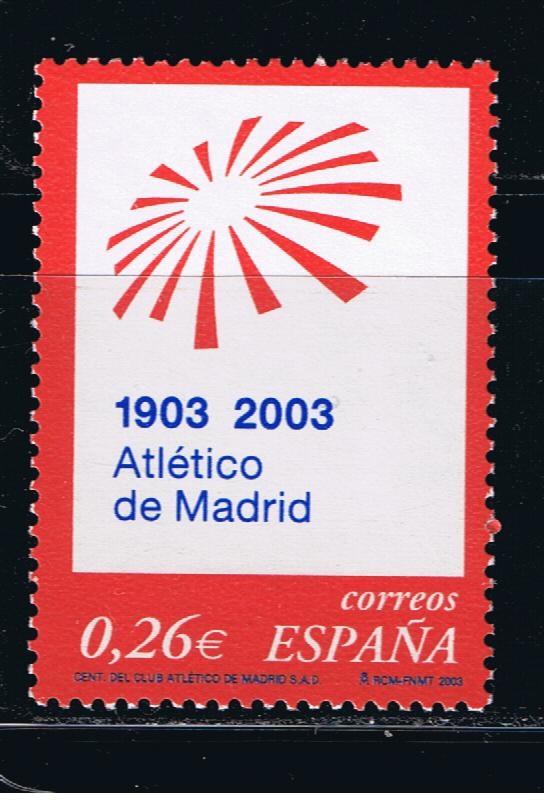 1903 2003
Atlético
de Madrid
correos
0,26€ ESPAÑA
CENT. DEL CLUB ATLÉTICO DE MADRID S.A.D. RCM-FNMT 2003